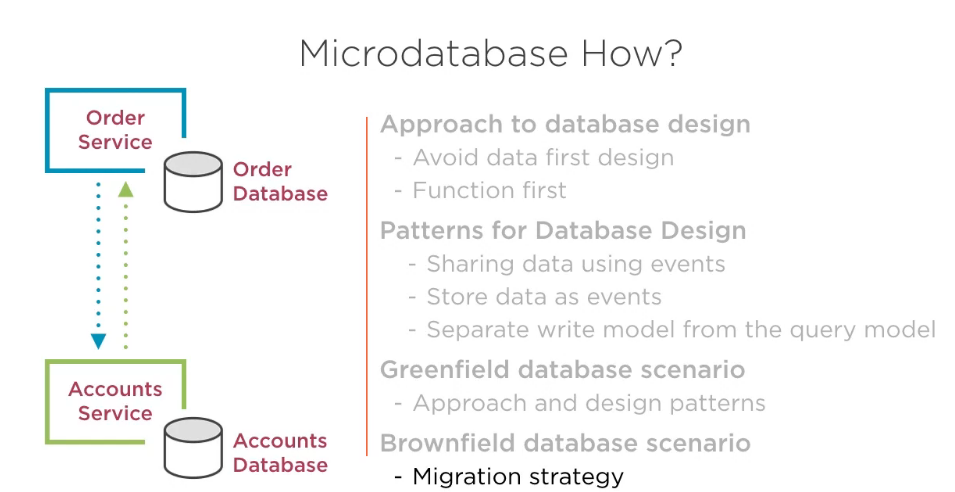 Microdatabase How?
Order
Service
Order
Database
Accounts
Service
Accounts
Database
Approach to database design
- Avoid data first design
- Function first
Patterns for Database Design
- Sharing data using events
- Store data as events
- Separate write model from the query model
Greenfield database scenario
- Approach and design patterns
Brownfield database scenario
- Migration strategy